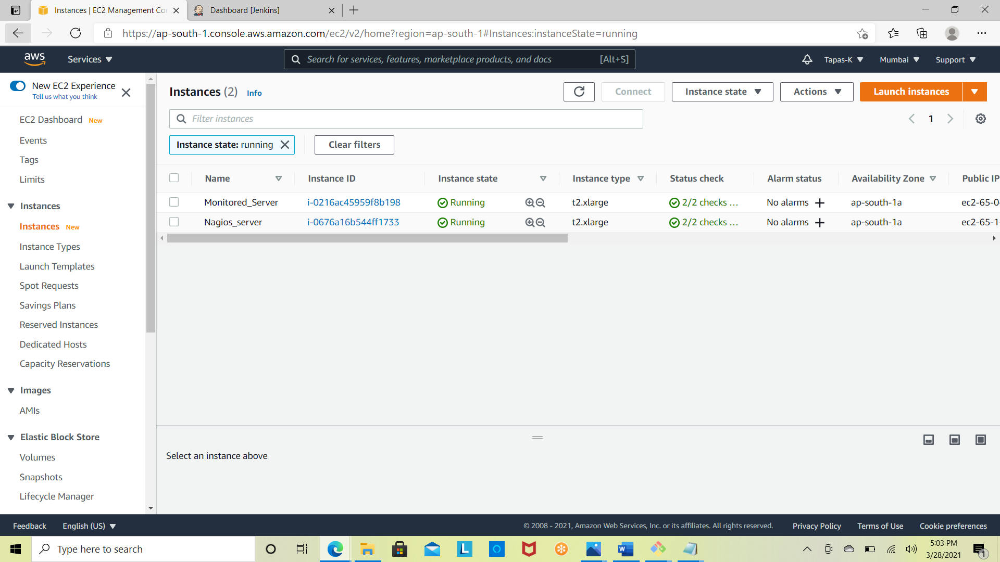 Instances | EC2 Management Co
Dashboard [Jenkins]
https://ap-south-1.console.aws.amazon.com/ec2/v2/home?region=ap-south-1#Instances:instanceState=running
aws
Services
Search for services, features, marketplace products, and docs
[Alt+S]
Tapas-K
Mumbai
Support
New EC2 Experience
Tell us what you think
EC2 Dashboard New
Events
Tags
Limits
Instances
Instances New
Instance Types
Launch Templates
Spot Requests
Savings Plans
Reserved Instances
Dedicated Hosts
Capacity Reservations
Images
AMIs
Elastic Block Store
Volumes
Snapshots
Lifecycle Manager
Instances (2) Info
Connect
Instance state
Actions
Launch instances
Filter instances
1
Instance state: running
Clear filters
Name Instance ID Instance state Instance type Status check Alarm status Availability Zone Public IP
Monitored_Server i-0216ac45959f8b198 Running t2.xlarge 2/2 checks ... No alarms + ap-south-1a ec2-65-0-
Nagios_server i-0676a16b544ff1733 Running t2.xlarge 2/2 checks ... No alarms + ap-south-1a ec2-65-1-
Select an instance above
Feedback
English (US)
© 2008 - 2021, Amazon Web Services, Inc. or its affiliates. All rights reserved.
Privacy Policy
Terms of Use
Cookie preferences
Type here to search
L
W
5:03 PM
3/28/2021
1